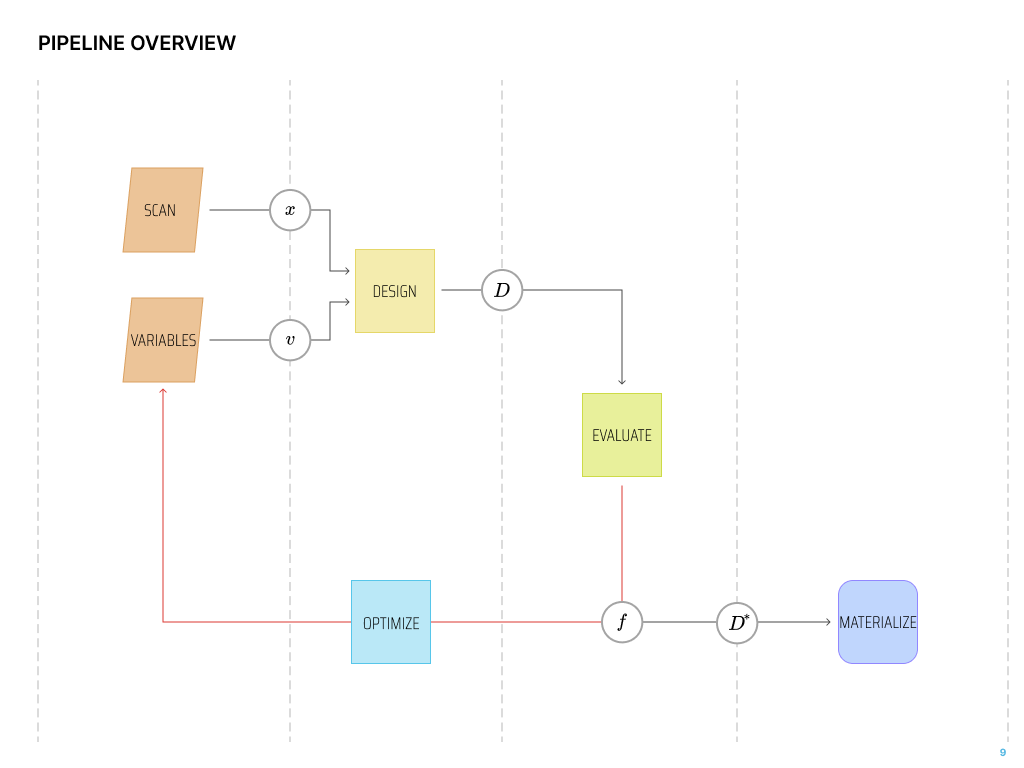 PIPELINE OVERVIEW
SCAN
x
VARIABLES
v
DESIGN
D
EVALUATE
OPTIMIZE
f
D*
MATERIALIZE
9